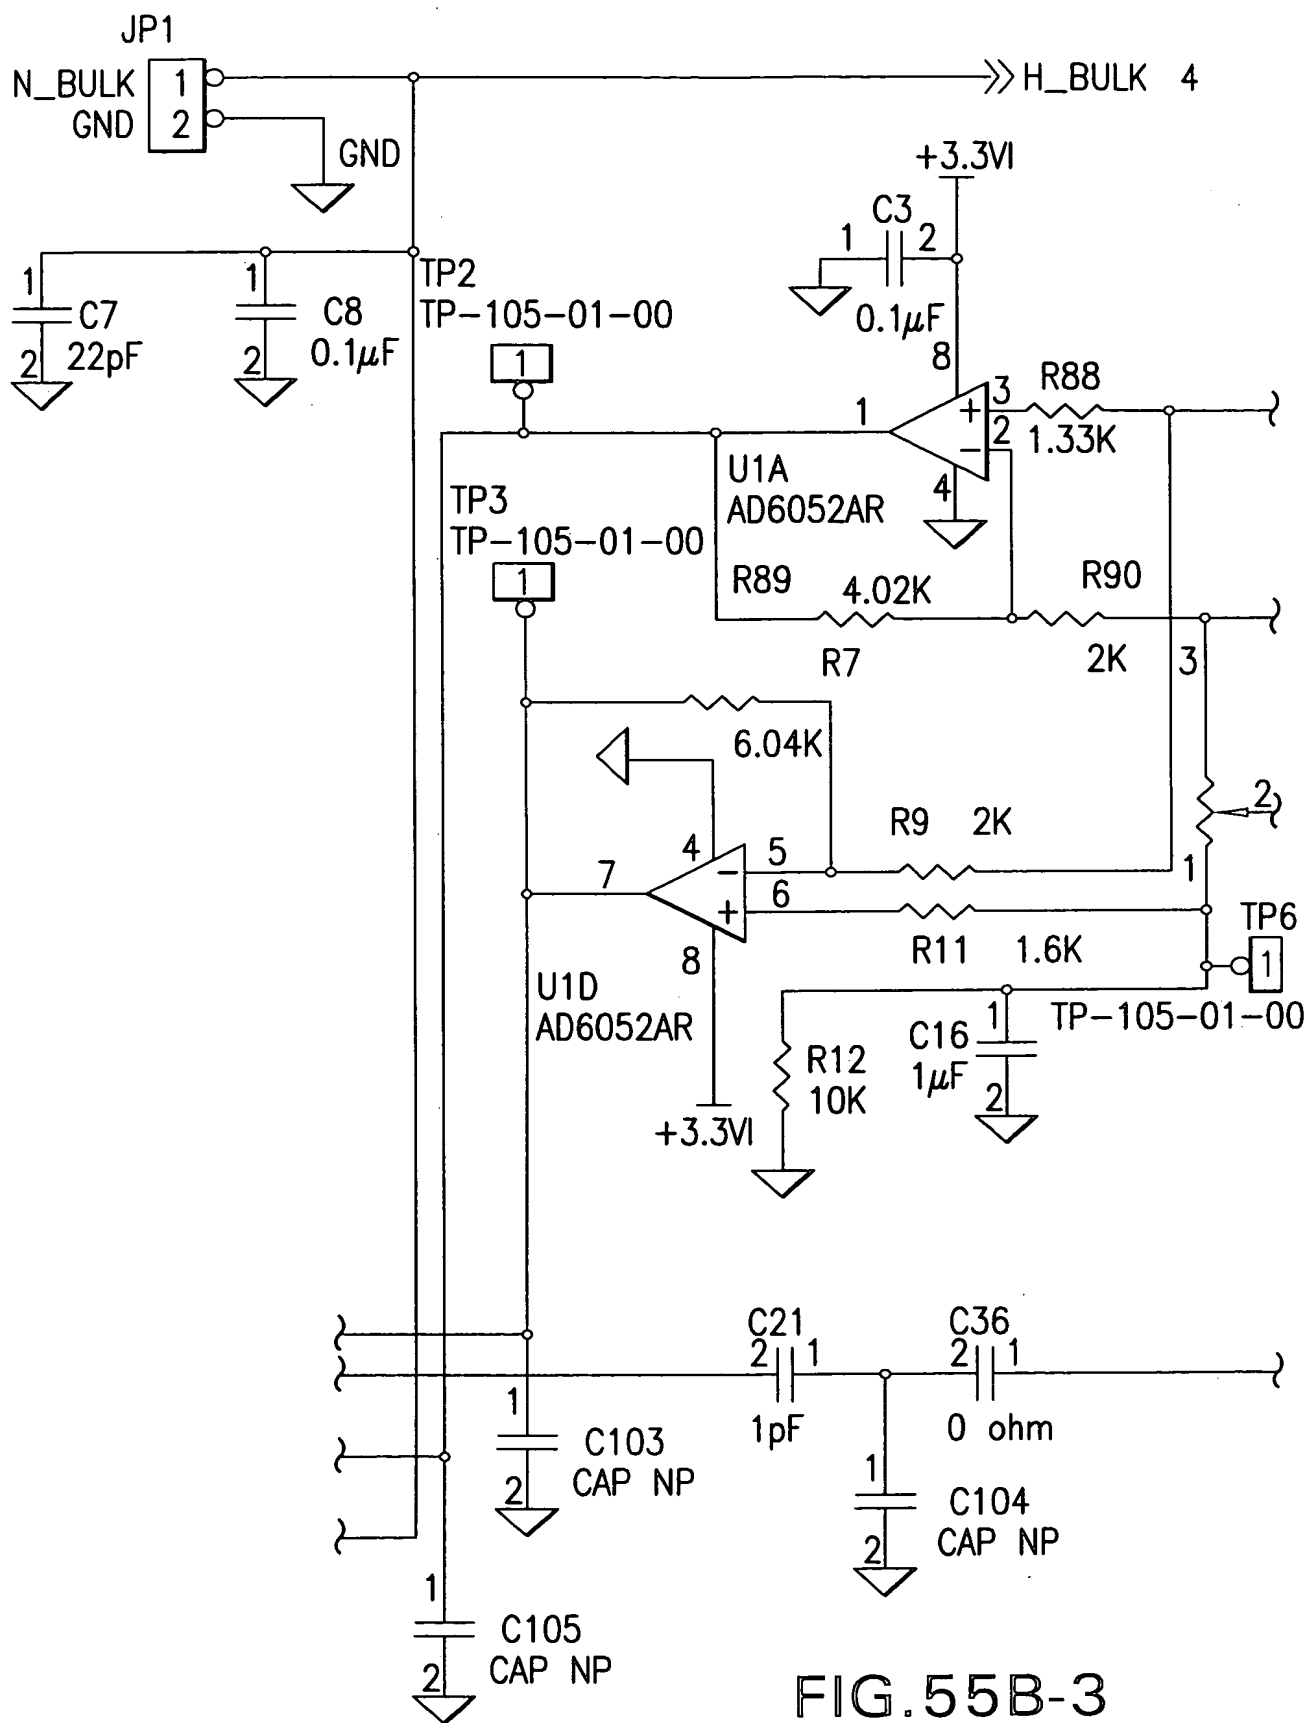 JP1
N_BULK 1
GND 2
GND
H_BULK 4
+3.3VI
C3
1 2
0.1µF
8
1
C7
22pF
2
1
C8
0.1µF
2
TP2
TP-105-01-00
1
1
3
+
2
-
4
R88
1.33K
U1A
AD6052AR
TP3
TP-105-01-00
1
R89 4.02K
R90
2K
R7
6.04K
3
2
1
R9 2K
4
5
-
6
+
7
8
R11 1.6K
TP6
1
TP-105-01-00
U1D
AD6052AR
+3.3VI
R12
10K
1
C16
1µF
2
C21
2 1
1pF
C36
2 1
0 ohm
1
C103
CAP NP
2
1
C104
CAP NP
2
1
C105
CAP NP
2
FIG.55B-3